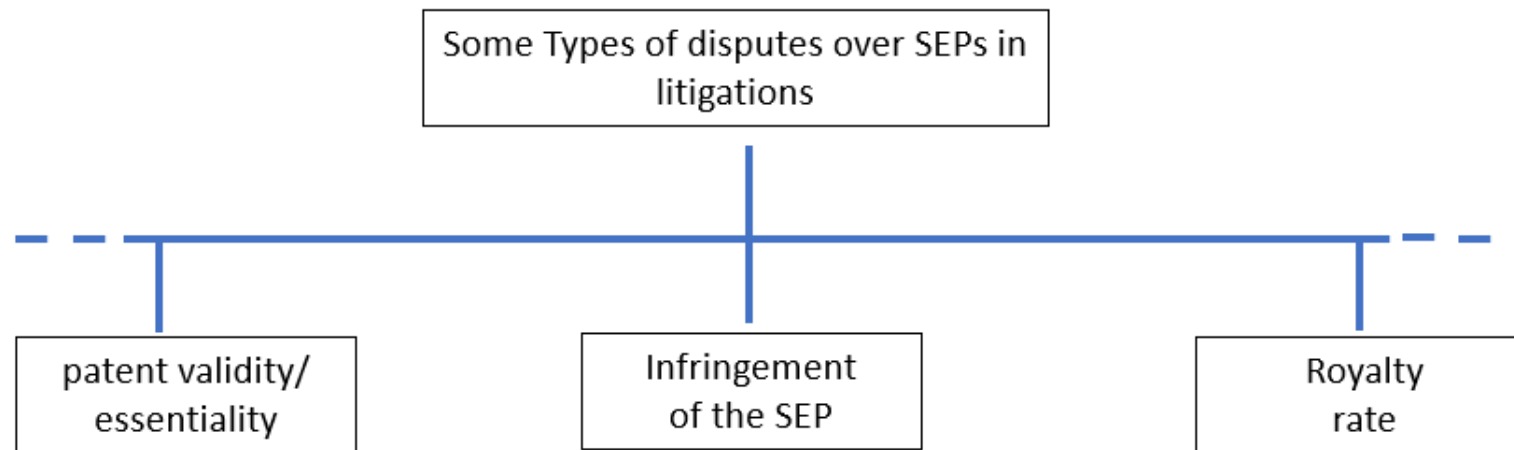 Some Types of disputes over SEPs in
litigations
patent validity/
essentiality
Infringement
of the SEP
Royalty
rate